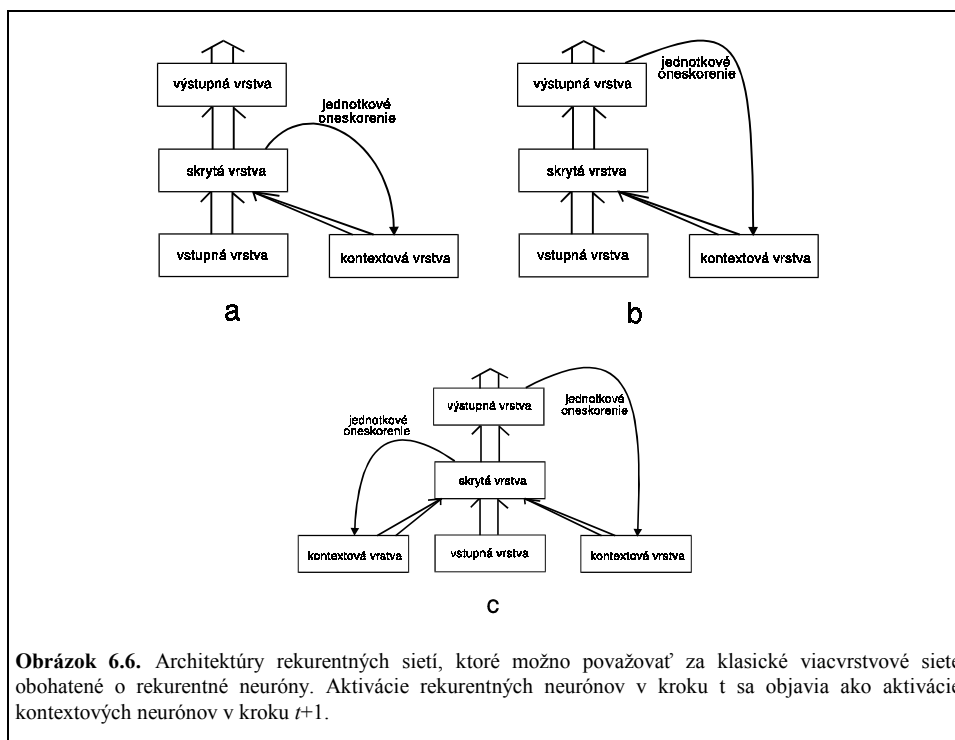 výstupná vrstva
jednotkové
oneskorenie
skrytá vrstva
vstupná vrstva
kontextová vrstva
a
jednotkové
oneskorenie
výstupná vrstva
skrytá vrstva
vstupná vrstva
kontextová vrstva
b
výstupná vrstva
jednotkové
oneskorenie
jednotkové
oneskorenie
skrytá vrstva
kontextová vrstva
vstupná vrstva
kontextová vrstva
c
Obrázok 6.6. Architektúry rekurentných sietí, ktoré možno považovať za klasické viacvrstvové siete
obohatené o rekurentné neuróny. Aktivácie rekurentných neurónov v kroku t sa objavia ako aktivácie
kontextových neurónov v kroku t+1.